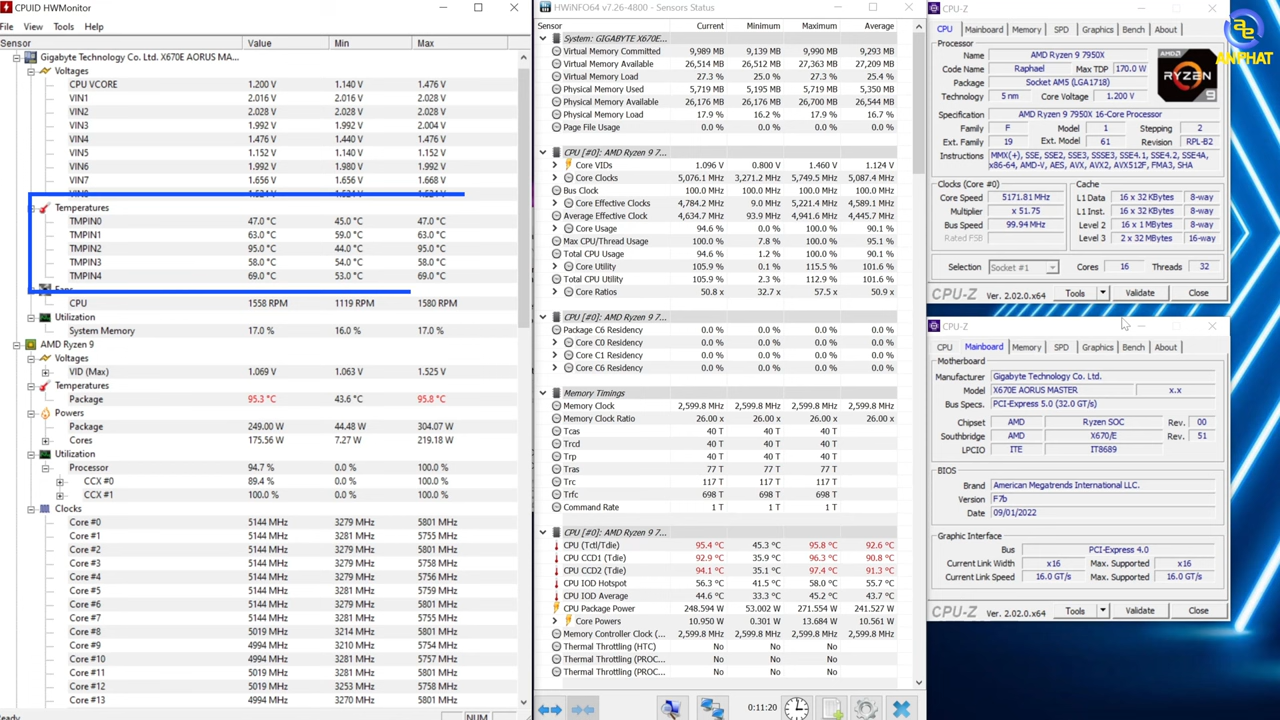 CPUID HWMonitor
File View Tools Help
Sensor Value Min Max
Gigabyte Technology Co. Ltd. X670E AORUS MA...
Voltages
CPU VCORE 1.200 V 1.140 V 1.476 V
VIN1 2.016 V 2.016 V 2.028 V
VIN2 2.028 V 2.028 V 2.028 V
VIN3 1.992 V 1.992 V 2.004 V
VIN4 1.476 V 1.440 V 1.476 V
VIN5 1.152 V 1.140 V 1.152 V
VIN6 1.992 V 1.980 V 1.992 V
VIN7 1.656 V 1.656 V 1.656 V
Temperatures
TMPIN0 47.0 °C 45.0 °C 47.0 °C
TMPIN1 63.0 °C 59.0 °C 63.0 °C
TMPIN2 95.0 °C 44.0 °C 95.0 °C
TMPIN3 58.0 °C 54.0 °C 58.0 °C
TMPIN4 69.0 °C 53.0 °C 69.0 °C
Fans
CPU 1558 RPM 1119 RPM 1580 RPM
Utilization
System Memory 17.0 % 16.0 % 17.0 %
AMD Ryzen 9
Voltages
VID (Max) 1.069 V 1.063 V 1.525 V
Temperatures
Package 95.3 °C 43.6 °C 95.8 °C
Powers
Package 249.00 W 44.48 W 304.07 W
Cores 175.56 W 7.27 W 219.18 W
Utilization
Processor 94.7 % 0.0 % 100.0 %
CCX #0 89.4 % 0.0 % 100.0 %
CCX #1 100.0 % 0.0 % 100.0 %
Clocks
Core #0 5144 MHz 3279 MHz 5801 MHz
Core #1 5144 MHz 3281 MHz 5801 MHz
Core #2 5144 MHz 3280 MHz 5801 MHz
Core #3 5144 MHz 3280 MHz 5757 MHz
Core #4 5144 MHz 3281 MHz 5756 MHz
Core #5 5144 MHz 3281 MHz 5801 MHz
Core #6 5144 MHz 3280 MHz 5758 MHz
Core #7 5144 MHz 3280 MHz 5801 MHz
Core #8 5019 MHz 3214 MHz 5801 MHz
Core #9 4994 MHz 3281 MHz 5757 MHz
Core #10 4994 MHz 3281 MHz 5754 MHz
Core #11 5019 MHz 3281 MHz 5757 MHz
Core #12 5019 MHz 3253 MHz 5758 MHz
Core #13 4994 MHz 3270 MHz 5801 MHz
Ready NUM
HWiNFO64 v7.26-4800 - Sensors Status
Sensor Current Minimum Maximum Average
System: GIGABYTE X670E...
Virtual Memory Committed 9,989 MB 9,139 MB 9,990 MB 9,293 MB
Virtual Memory Available 26,514 MB 26,513 MB 27,363 MB 27,209 MB
Virtual Memory Load 27.3 % 25.0 % 27.3 % 25.4 %
Physical Memory Used 5,719 MB 5,195 MB 5,719 MB 5,350 MB
Physical Memory Available 26,176 MB 26,176 MB 26,700 MB 26,544 MB
Physical Memory Load 17.9 % 16.2 % 17.9 % 16.7 %
Page File Usage 0.0 % 0.0 % 0.0 % 0.0 %
CPU [#0]: AMD Ryzen 9 7...
Core VIDs 1.096 V 0.800 V 1.460 V 1.124 V
Core Clocks 5,076.1 MHz 3,271.2 MHz 5,749.5 MHz 5,087.4 MHz
Bus Clock 100.0 MHz 100.0 MHz 100.0 MHz 100.0 MHz
Core Effective Clocks 4,784.2 MHz 0.0 MHz 5,221.4 MHz 4,589.1 MHz
Average Effective Clock 4,634.7 MHz 93.9 MHz 4,941.6 MHz 4,445.7 MHz
Core Usage 94.6 % 0.0 % 100.0 % 90.1 %
Max CPU/Thread Usage 100.0 % 7.8 % 100.0 % 100.0 %
Total CPU Usage 94.6 % 1.2 % 100.0 % 90.1 %
Core Utility 105.9 % 0.1 % 115.5 % 101.6 %
Total CPU Utility 105.9 % 2.3 % 112.9 % 101.6 %
Core Ratios 50.8 x 32.7 x 57.5 x 50.9 x
CPU [#0]: AMD Ryzen 9 7...
Package C6 Residency 0.0 % 0.0 % 0.0 % 0.0 %
Core C0 Residency 100.0 % 100.0 % 100.0 % 100.0 %
Core C1 Residency 0.0 % 0.0 % 0.0 % 0.0 %
Core C6 Residency 0.0 % 0.0 % 0.0 % 0.0 %
Memory Timings
Memory Clock 2,599.8 MHz 2,599.8 MHz 2,599.8 MHz 2,599.8 MHz
Memory Clock Ratio 26.00 x 26.00 x 26.00 x 26.00 x
Tcas 40 T 40 T 40 T
Trcd 40 T 40 T 40 T
Trp 40 T 40 T 40 T
Tras 77 T 77 T 77 T
Trc 117 T 117 T 117 T
Trfc 698 T 698 T 698 T
Command Rate 1 T 1 T 1 T
CPU [#0]: AMD Ryzen 9 7...
CPU (Tctl/Tdie) 95.4 °C 45.3 °C 95.8 °C 92.6 °C
CPU CCD1 (Tdie) 92.9 °C 35.9 °C 96.3 °C 90.8 °C
CPU CCD2 (Tdie) 94.1 °C 35.1 °C 97.4 °C 91.3 °C
CPU IOD Hotspot 56.3 °C 41.5 °C 58.0 °C 55.7 °C
CPU IOD Average 44.6 °C 33.3 °C 45.2 °C 43.7 °C
CPU Package Power 248.594 W 53.002 W 271.554 W 241.527 W
Core Powers 10.950 W 0.301 W 13.684 W 10.561 W
Memory Controller Clock (... 2,599.8 MHz 2,599.8 MHz 2,599.8 MHz 2,599.8 MHz
Thermal Throttling (HTC) No No No
Thermal Throttling (PROC... No No No
Thermal Throttling (PROC... No No No
0:11:20
CPU-Z
CPU Mainboard Memory SPD Graphics Bench About
Processor
Name AMD Ryzen 9 7950X
Code Name Raphael Max TDP 170.0 W
Package Socket AM5 (LGA1718)
Technology 5 nm Core Voltage 1.200 V
AMD
RYZEN
9
Specification AMD Ryzen 9 7950X 16-Core Processor
Family F Model 1 Stepping 2
Ext. Family 19 Ext. Model 61 Revision RPL-B2
Instructions MMX(+), SSE, SSE2, SSE3, SSSE3, SSE4.1, SSE4.2, SSE4A,
x86-64, AMD-V, AES, AVX, AVX2, AVX512F, FMA3, SHA
Clocks (Core #0) Cache
Core Speed 5171.81 MHz L1 Data 16 x 32 KBytes 8-way
Multiplier x 51.75 L1 Inst. 16 x 32 KBytes 8-way
Bus Speed 99.94 MHz Level 2 16 x 1 MBytes 8-way
Rated FSB Level 3 2 x 32 MBytes 16-way
Selection Socket #1 Cores 16 Threads 32
CPU-Z Ver. 2.02.0.x64 Tools Validate Close
CPU-Z
CPU Mainboard Memory SPD Graphics Bench About
Motherboard
Manufacturer Gigabyte Technology Co. Ltd.
Model X670E AORUS MASTER x.x
Bus Specs. PCI-Express 5.0 (32.0 GT/s)
Chipset AMD Ryzen SOC Rev. 00
Southbridge AMD X670/E Rev. 51
LPCIO ITE IT8689
BIOS
Brand American Megatrends International LLC.
Version F7b
Date 09/01/2022
Graphic Interface
Bus PCI-Express 4.0
Current Link Width x16 Max. Supported x16
Current Link Speed 16.0 GT/s Max. Supported 16.0 GT/s
CPU-Z Ver. 2.02.0.x64 Tools Validate Close
AN PHAT